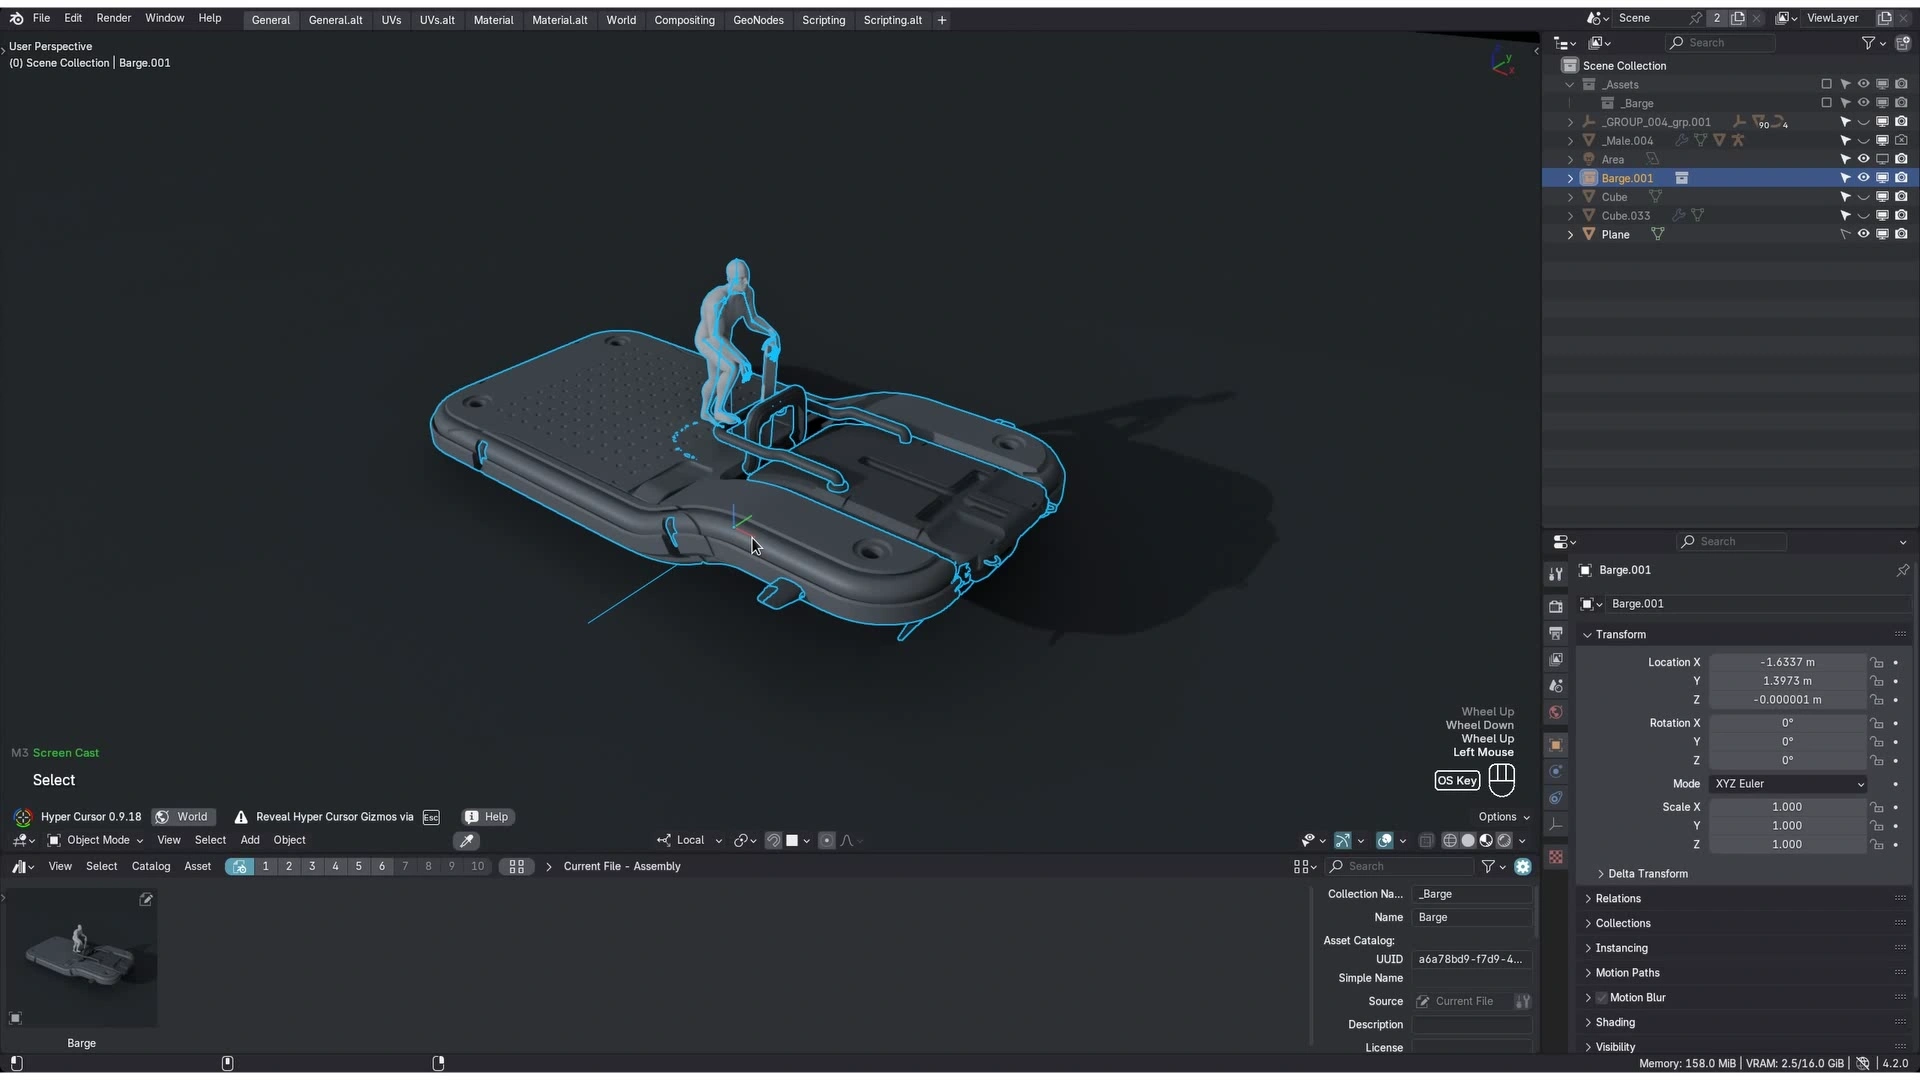 File Edit Render Window Help General General.alt UVs UVs.alt Material Material.alt World Compositing GeoNodes Scripting Scripting.alt + Scene 2 ViewLayer
User Perspective
(0) Scene Collection | Barge.001
Search
Scene Collection
_Assets
_Barge
_GROUP_004_grp.001 90 4
_Male.004
Area
Barge.001
Cube
Cube.033
Plane
Search
Barge.001
Barge.001
Transform
Location X -1.6337 m
Y 1.3973 m
Z -0.000001 m
Rotation X 0°
Y 0°
Z 0°
Mode XYZ Euler
Scale X 1.000
Y 1.000
Z 1.000
Delta Transform
Relations
Collections
Instancing
Motion Paths
Motion Blur
Shading
Visibility
Wheel Up
Wheel Down
Wheel Up
Left Mouse
OS Key
M3 Screen Cast
Select
Hyper Cursor 0.9.18 World Reveal Hyper Cursor Gizmos via Esc Help Options
Object Mode View Select Add Object Local
View Select Catalog Asset 1 2 3 4 5 6 7 8 9 10 Current File - Assembly Search
Collection Na... _Barge
Name Barge
Asset Catalog:
UUID a6a78bd9-f7d9-4...
Simple Name
Source Current File
Description
License
Barge
Memory: 158.0 MiB | VRAM: 2.5/16.0 GiB | 4.2.0